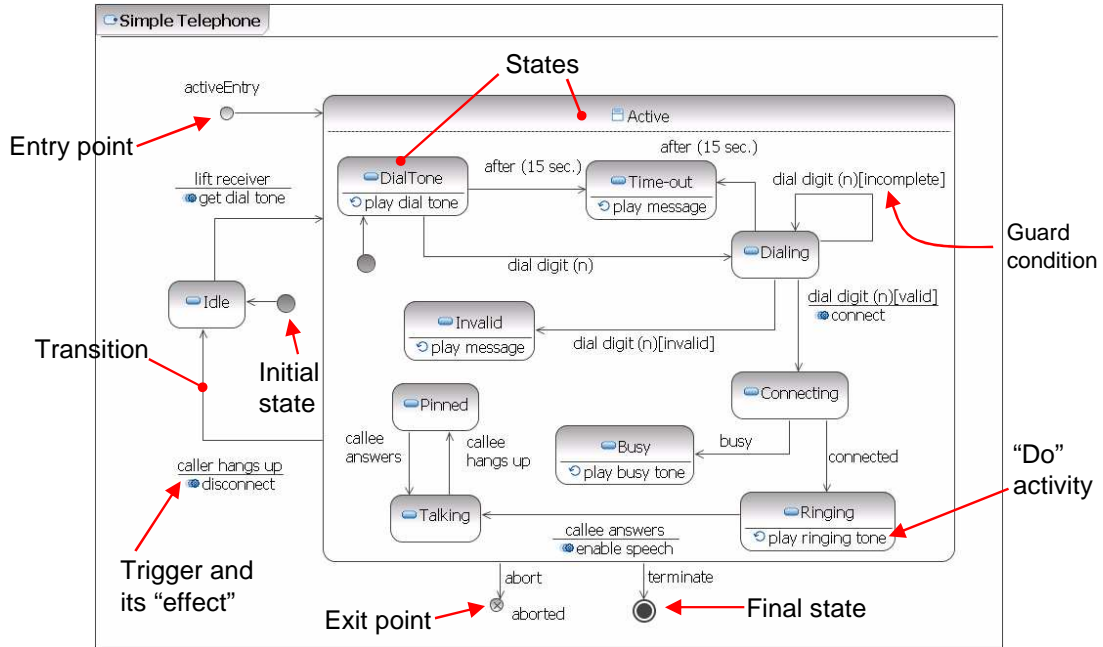 Simple Telephone
States
activeEntry
Active
Entry point
after (15 sec.)
after (15 sec.)
lift receiver
get dial tone
DialTone
play dial tone
Time-out
play message
dial digit (n)[incomplete]
Guard
condition
Dialing
dial digit (n)
Idle
dial digit (n)[valid]
connect
Invalid
play message
dial digit (n)[invalid]
Transition
Initial
state
Connecting
Pinned
callee
answers
callee
hangs up
Busy
play busy tone
busy
connected
"Do"
activity
caller hangs up
disconnect
Talking
Ringing
play ringing tone
callee answers
enable speech
Trigger and
its "effect"
abort
terminate
Exit point
aborted
Final state